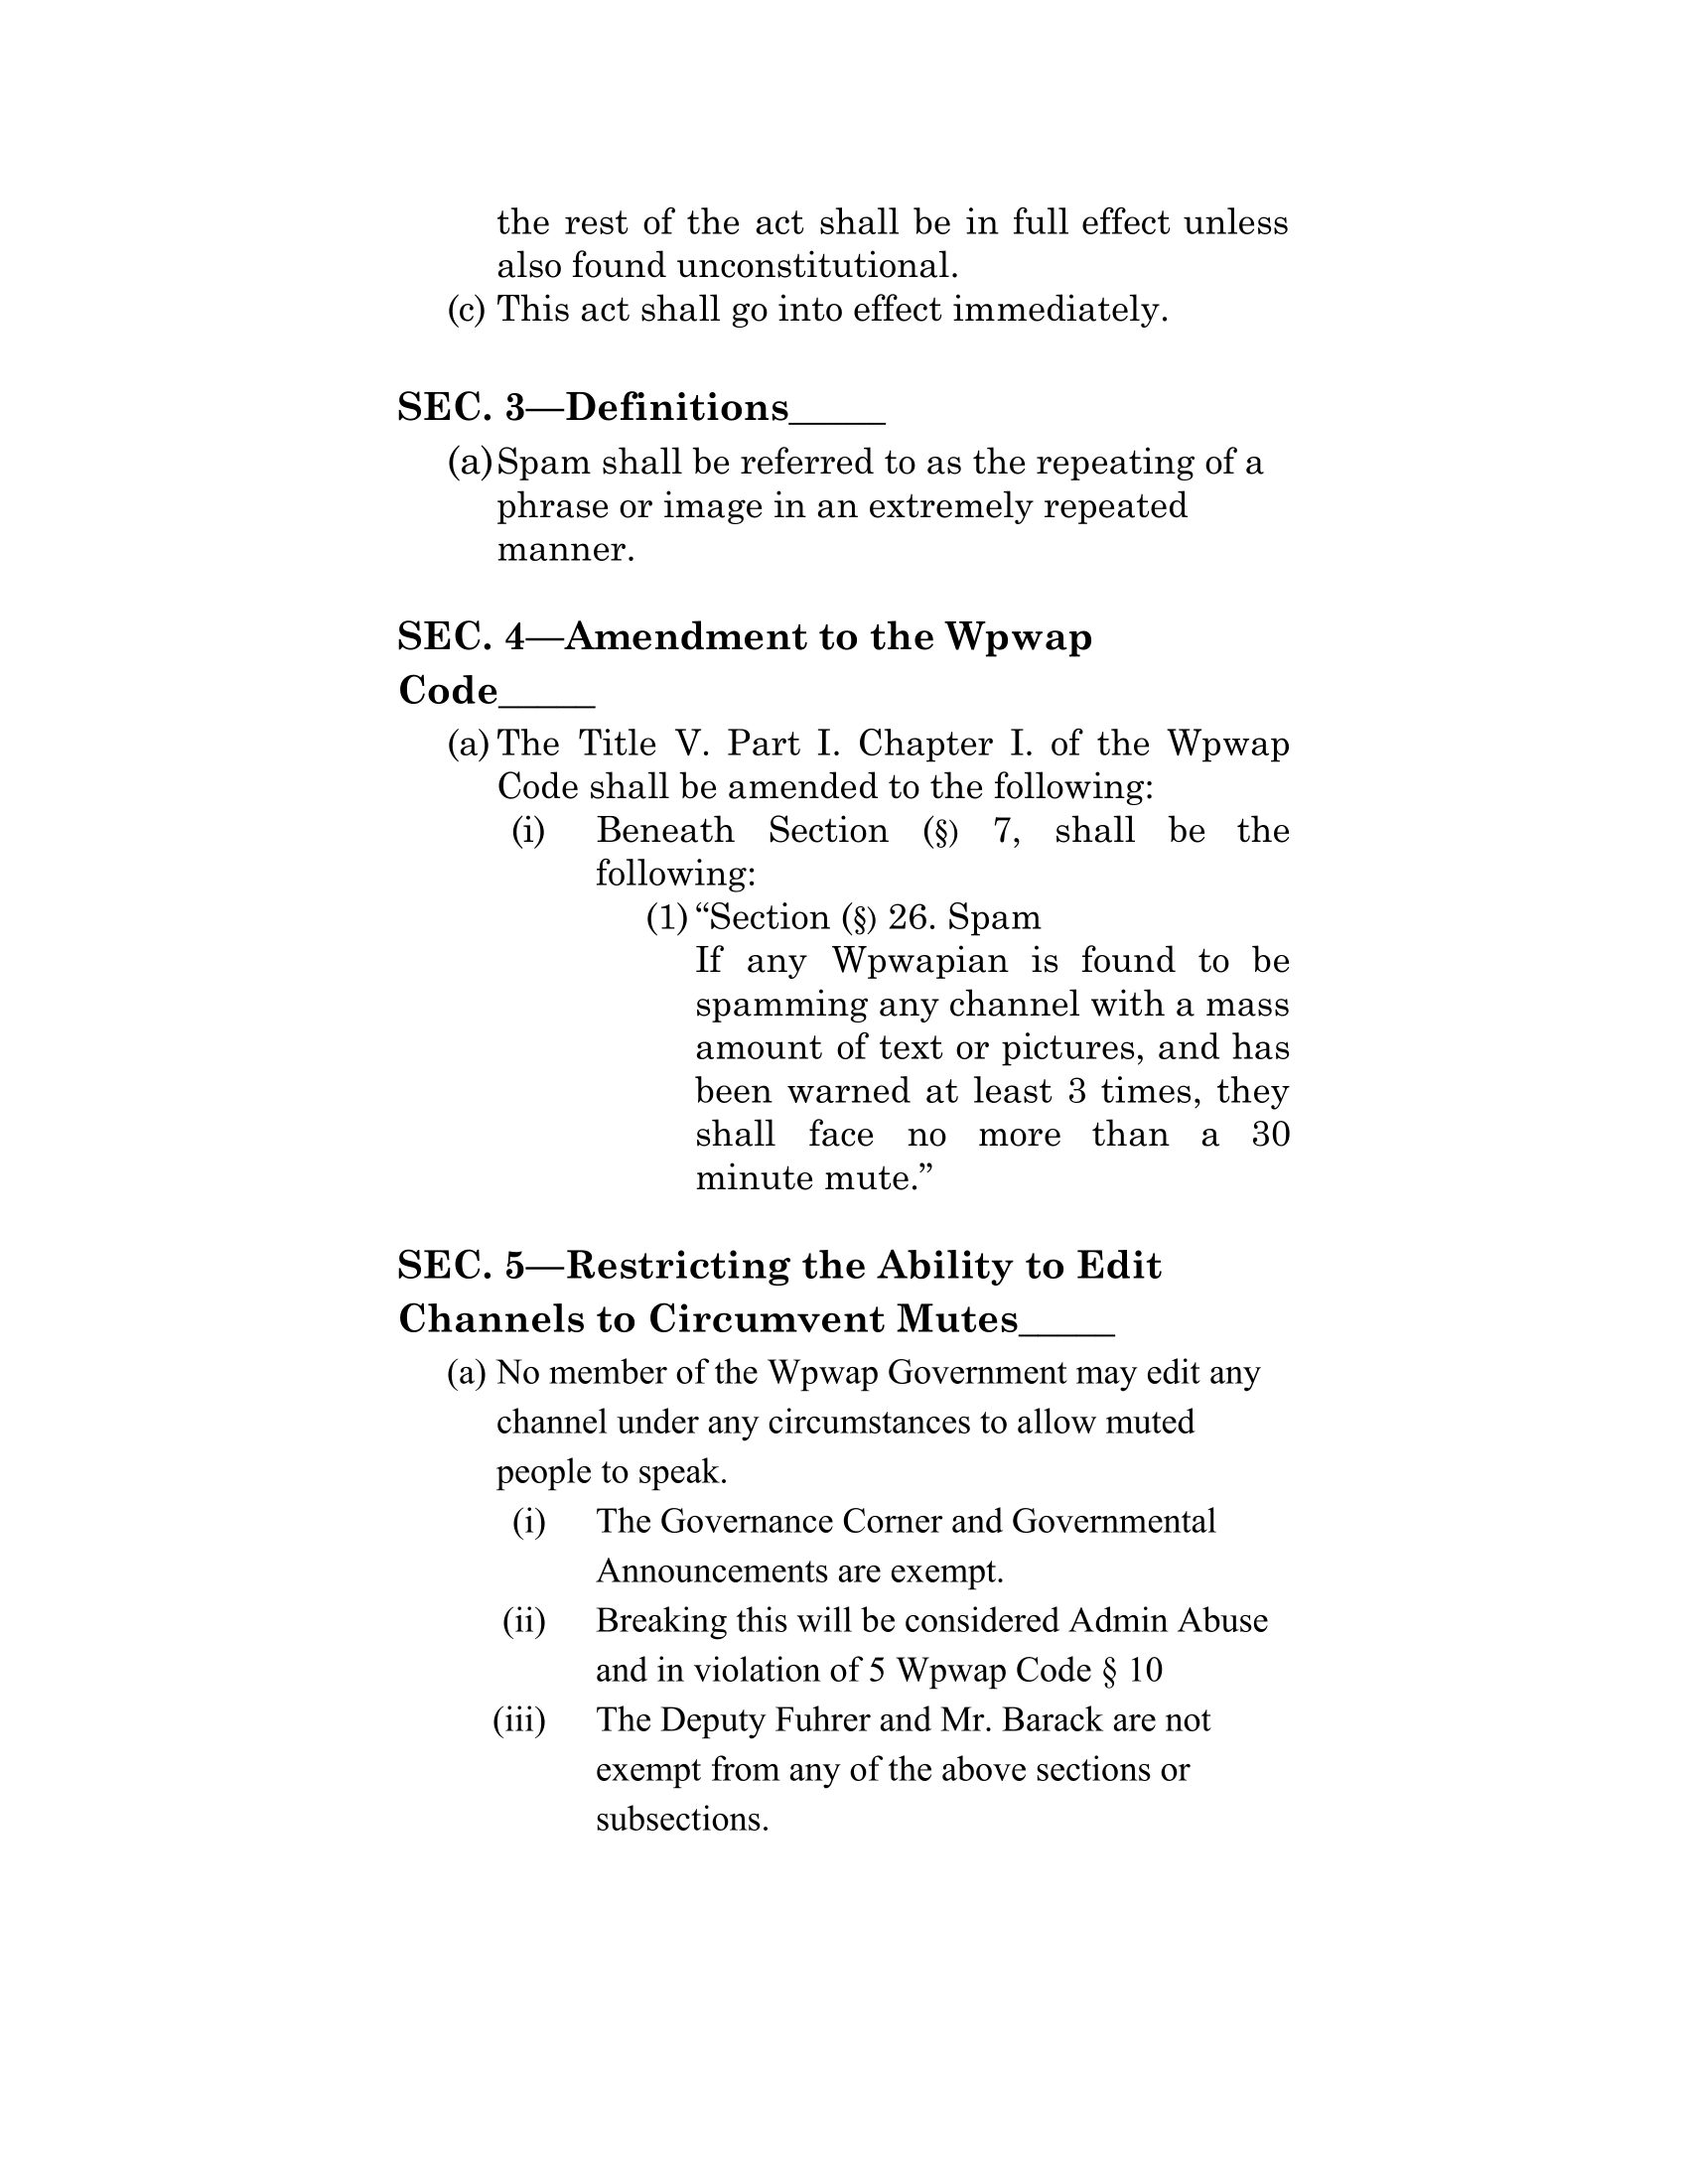 the rest of the act shall be in full effect unless
also found unconstitutional.
(c) This act shall go into effect immediately.
SEC. 3—Definitions_____
(a) Spam shall be referred to as the repeating of a
phrase or image in an extremely repeated
manner.
SEC. 4—Amendment to the Wpwap
Code_____
(a) The Title V. Part I. Chapter I. of the Wpwap
Code shall be amended to the following:
(i) Beneath Section (§) 7, shall be the
following:
(1) “Section (§) 26. Spam
If any Wpwapian is found to be
spamming any channel with a mass
amount of text or pictures, and has
been warned at least 3 times, they
shall face no more than a 30
minute mute.”
SEC. 5—Restricting the Ability to Edit
Channels to Circumvent Mutes_____
(a) No member of the Wpwap Government may edit any
channel under any circumstances to allow muted
people to speak.
(i) The Governance Corner and Governmental
Announcements are exempt.
(ii) Breaking this will be considered Admin Abuse
and in violation of 5 Wpwap Code § 10
(iii) The Deputy Fuhrer and Mr. Barack are not
exempt from any of the above sections or
subsections.